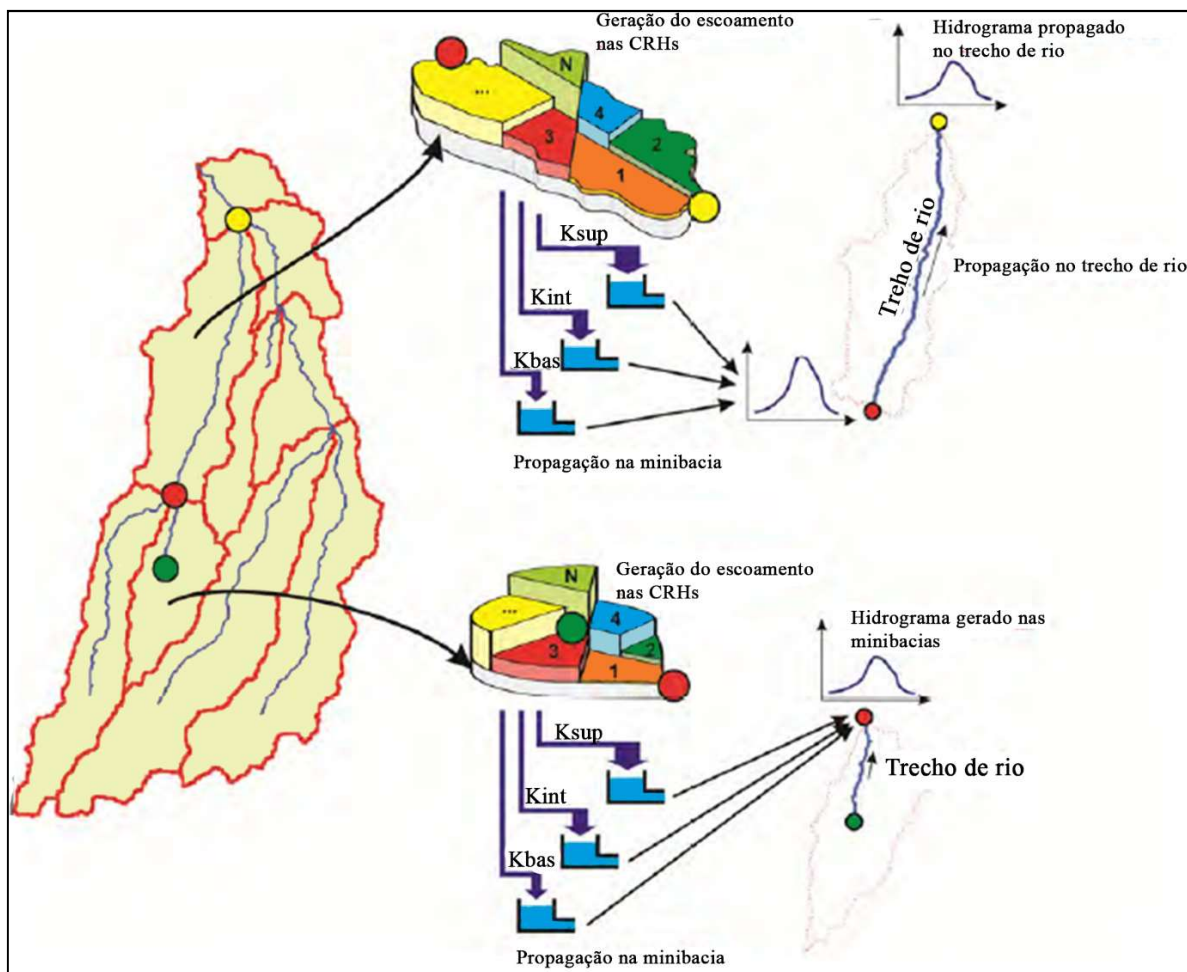 Geração do escoamento
nas CRHs
Hidrograma propagado
no trecho de rio
N
...
4
3
2
1
Ksup
Kint
Kbas
Treho de rio
Propagação no trecho de rio
Propagação na minibacia
Geração do escoamento
nas CRHs
N
...
4
3
2
1
Hidrograma gerado nas
minibacias
Ksup
Kint
Kbas
Trecho de rio
Propagação na minibacia